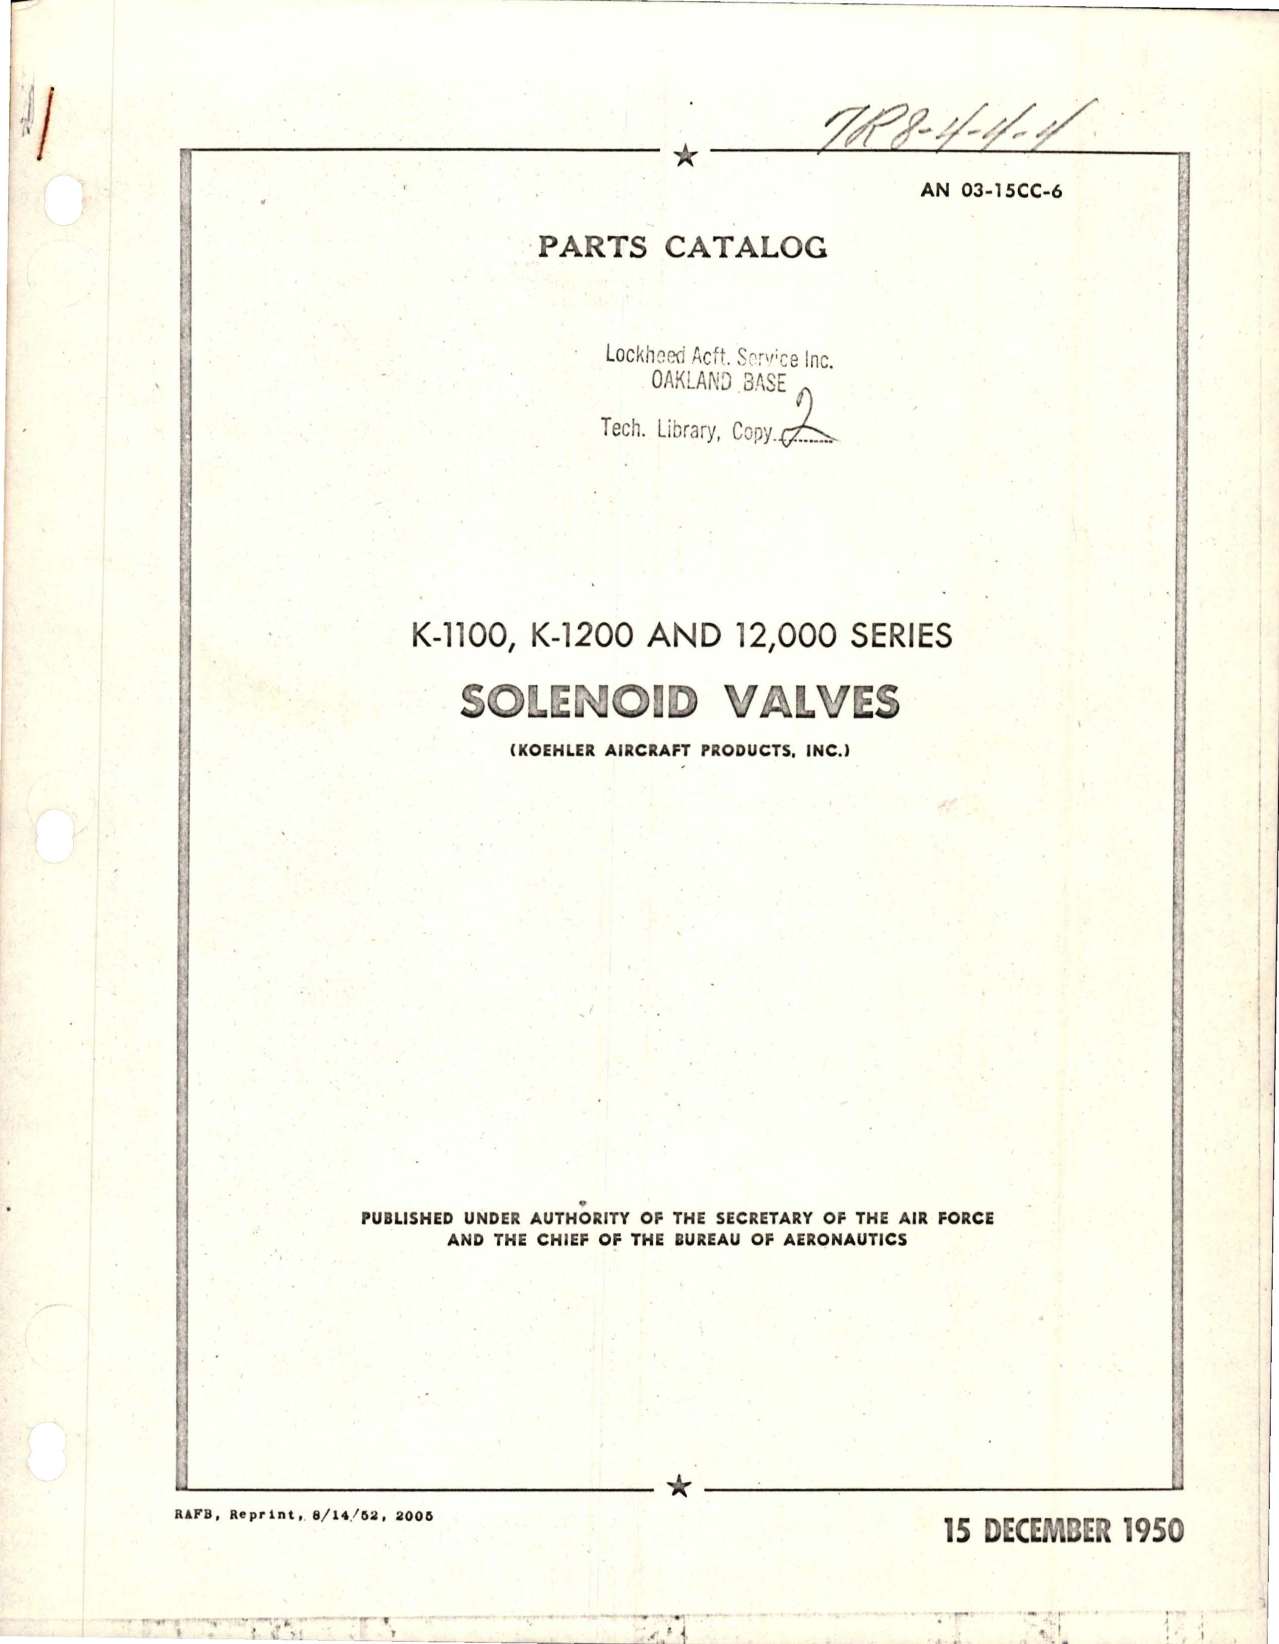 7R8-4-4-4
AN 03-15CC-6
PARTS CATALOG
Lockheed Acft. Service Inc.
OAKLAND BASE
Tech. Library, Copy 2
K-1100, K-1200 AND 12,000 SERIES
SOLENOID VALVES
(KOEHLER AIRCRAFT PRODUCTS, INC.)
PUBLISHED UNDER AUTHORITY OF THE SECRETARY OF THE AIR FORCE
AND THE CHIEF OF THE BUREAU OF AERONAUTICS
RAFB, Reprint, 8/14/52, 2005
15 DECEMBER 1950